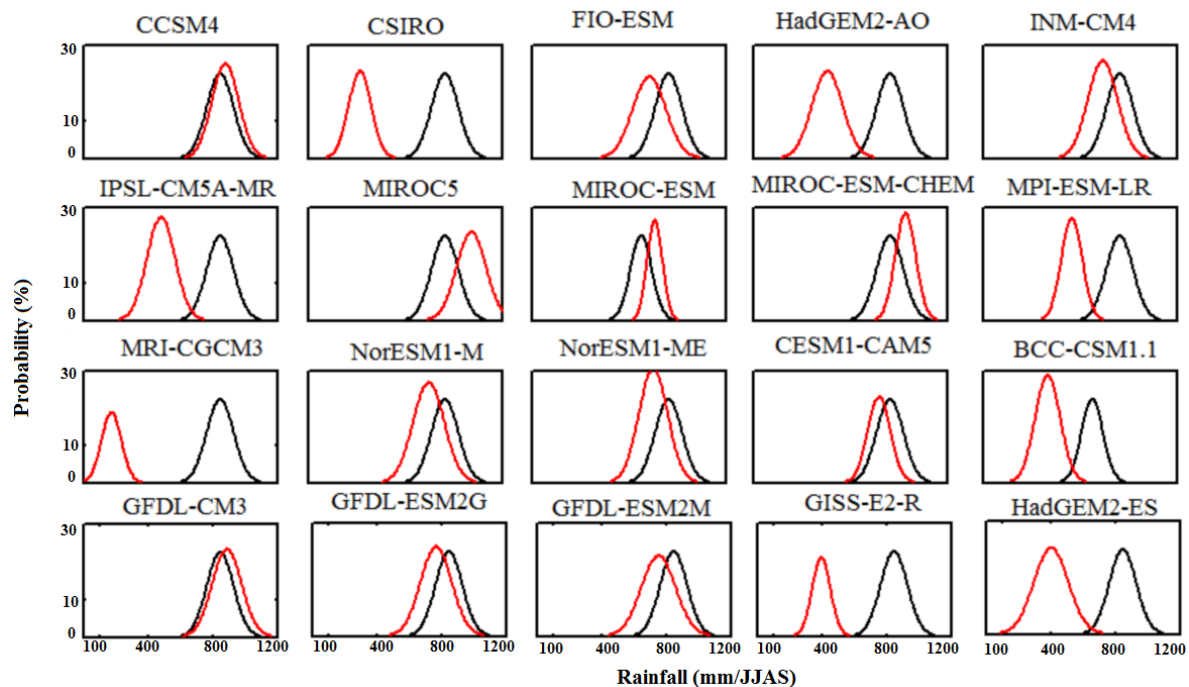 CCSM4 CSIRO FIO-ESM HadGEM2-AO INM-CM4
30
10
0
IPSL-CM5A-MR MIROC5 MIROC-ESM MIROC-ESM-CHEM MPI-ESM-LR
30
10
0
MRI-CGCM3 NorESM1-M NorESM1-ME CESM1-CAM5 BCC-CSM1.1
30
10
0
GFDL-CM3 GFDL-ESM2G GFDL-ESM2M GISS-E2-R HadGEM2-ES
30
10
0
100 400 800 1200 100 400 800 1200 100 400 800 1200 100 400 800 1200 100 400 800 1200
Probability (%)
Rainfall (mm/JJAS)